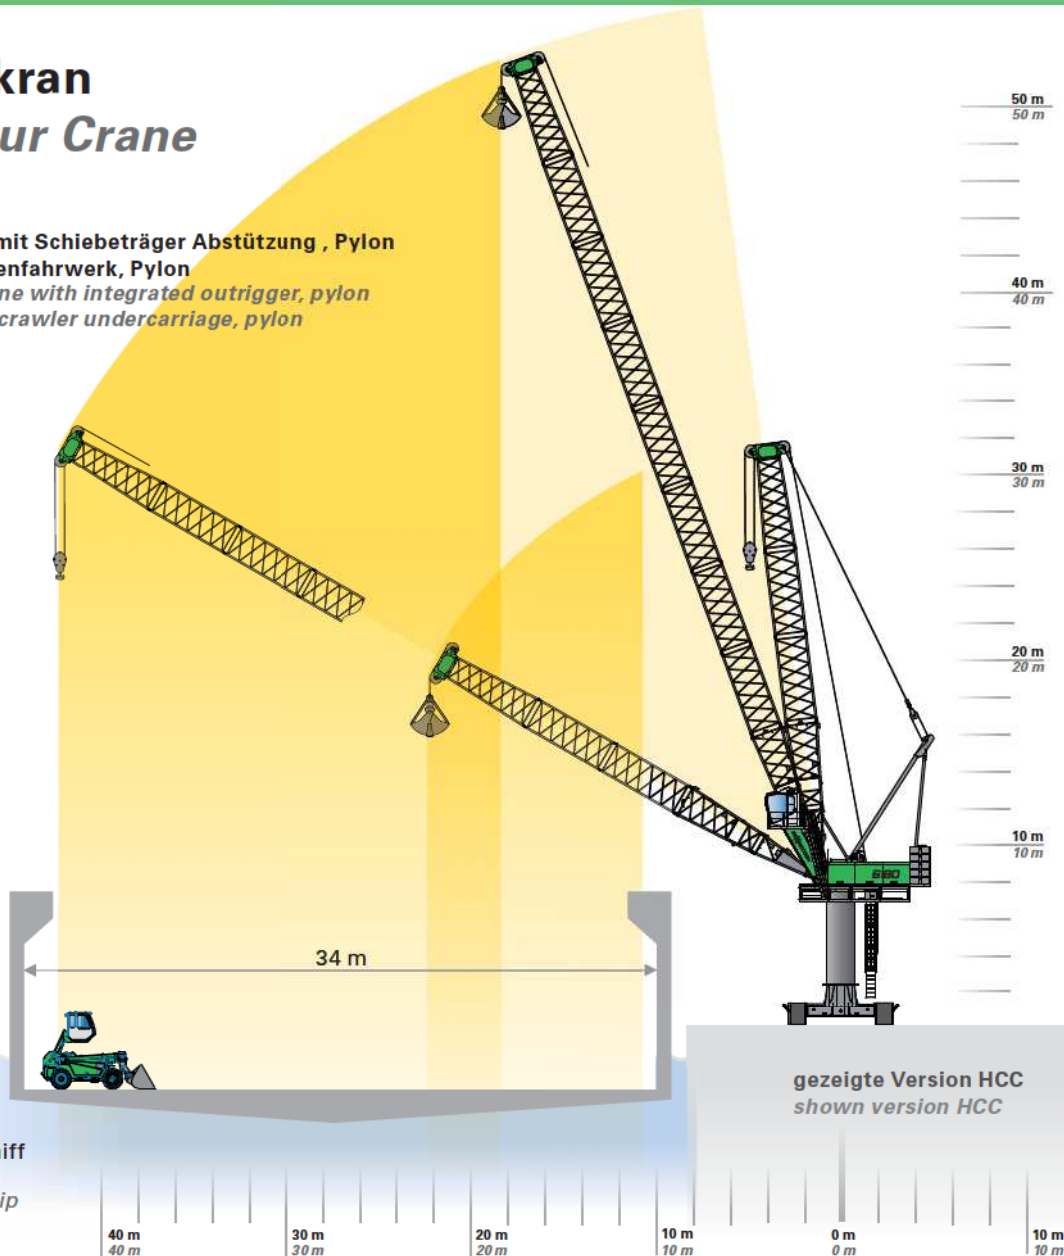 kran
ur Crane
mit Schiebeträger Abstützung , Pylon
enfahrwerk, Pylon
ne with integrated outrigger, pylon
crawler undercarriage, pylon
50 m
50 m
40 m
40 m
30 m
30 m
20 m
20 m
10 m
10 m
6180
34 m
gezeigte Version HCC
shown version HCC
iff
ip
40 m
40 m
30 m
30 m
20 m
20 m
10 m
10 m
0 m
0 m
10 m
10 m